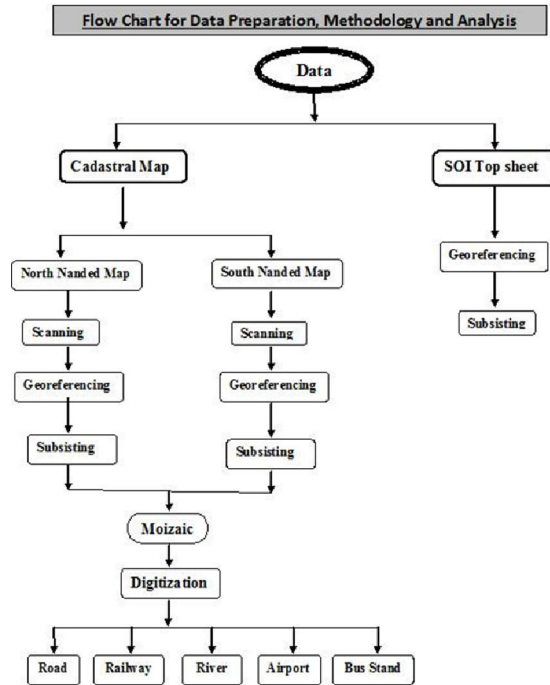 Flow Chart for Data Preparation, Methodology and Analysis
Data
Cadastral Map
SOI Top sheet
North Nanded Map
South Nanded Map
Georeferencing
Scanning
Scanning
Subsisting
Georeferencing
Georeferencing
Subsisting
Subsisting
Moizaic
Digitization
Road
Railway
River
Airport
Bus Stand